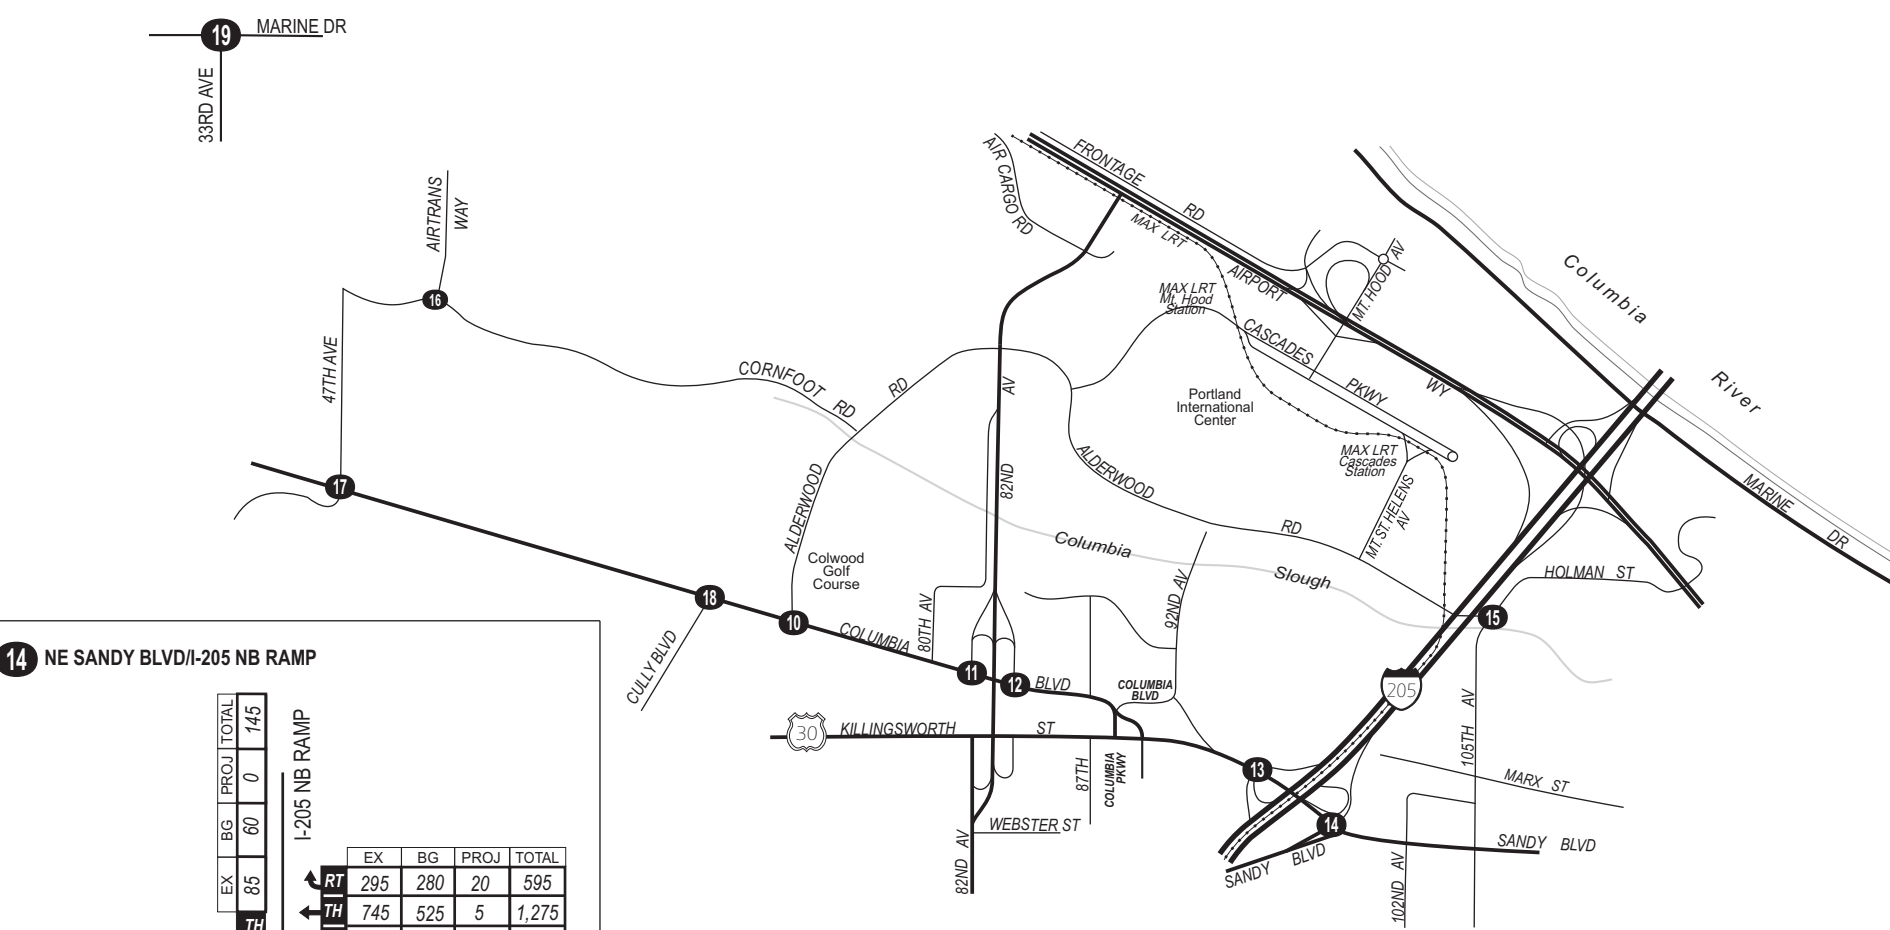 19
MARINE DR
33RD AVE
AIRTRANS
WAY
16
47TH AVE
17
CORNFOOT RD
AIR CARGO RD
FRONTAGE RD
MAX LRT
AIRPORT WY
MAX LRT
Mt. Hood
Station
MT. HOOD AV
CASCADES PKWY
Columbia River
Portland
International
Center
MAX LRT
Cascades
Station
MT. ST. HELENS
AV
MARINE DR
ALDERWOOD RD
82ND AV
ALDERWOOD RD
Colwood
Golf
Course
Columbia Slough
HOLMAN ST
15
92ND AV
18
10
COLUMBIA BLVD
80TH AV
11
12
CULLY BLVD
COLUMBIA
BLVD
205
30
KILLINGSWORTH ST
87TH
COLUMBIA
PKWY
105TH AV
13
MARX ST
14
WEBSTER ST
82ND AV
SANDY BLVD
SANDY BLVD
102ND AV
14 NE SANDY BLVD/I-205 NB RAMP
EX BG PROJ TOTAL
85 60 0 145
TH
I-205 NB RAMP
EX BG PROJ TOTAL
RT 295 280 20 595
TH 745 525 5 1,275